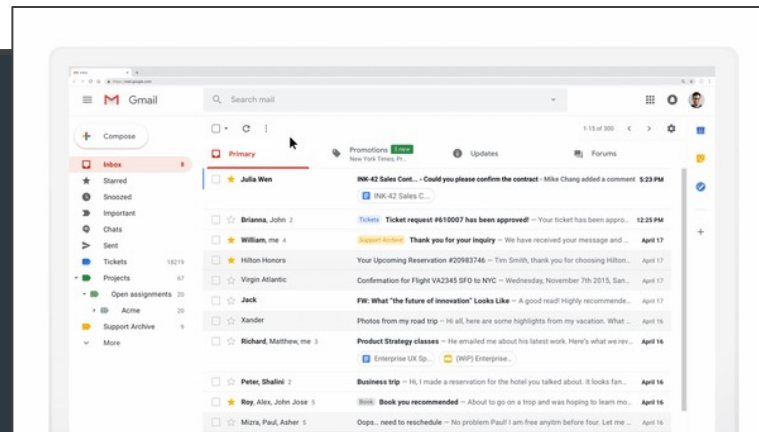 Gmail
Search mail
Compose
1-15 of 300
Primary
Promotions 5 new
New York Times, Pr...
Updates
Forums
Inbox 8
Starred
Snoozed
Important
Chats
Sent
Tickets 18219
Projects 67
Open assignments 20
Acme 20
Support Archive 9
More
Julia Wen INK-42 Sales Cont... - Could you please confirm the contract - Mike Chang added a comment 5:23 PM
INK-42 Sales C...
Brianna, John 2 Tickets Ticket request #610007 has been approved! – Your ticket has been appro... 12:25 PM
William, me 4 Support Archive Thank you for your inquiry – We have received your message and ... April 17
Hilton Honors Your Upcoming Reservation #20983746 – Tim Smith, thank you for choosing Hilton... April 17
Virgin Atlantic Confirmation for Flight VA2345 SFO to NYC – Wednesday, November 7th 2015, San... April 17
Jack FW: What "the future of innovation" Looks Like – A good read! Highly recommende... April 17
Xander Photos from my road trip – Hi all, here are some highlights from my vacation. What ... April 16
Richard, Matthew, me 3 Product Strategy classes – He emailed me about his latest work. Here's what we rev... April 16
Enterprise UX Sp... (WIP) Enterprise...
Peter, Shalini 2 Business trip – Hi, I made a reservation for the hotel you talked about. It looks fan... April 16
Roy, Alex, John Jose 5 Book Book you recommended – About to go on a trop and was hoping to learn mo... April 16
Mizra, Paul, Asher 5 Oops.. need to reschedule – No problem Paul! I am free anyitm before four. Let me ... April 16